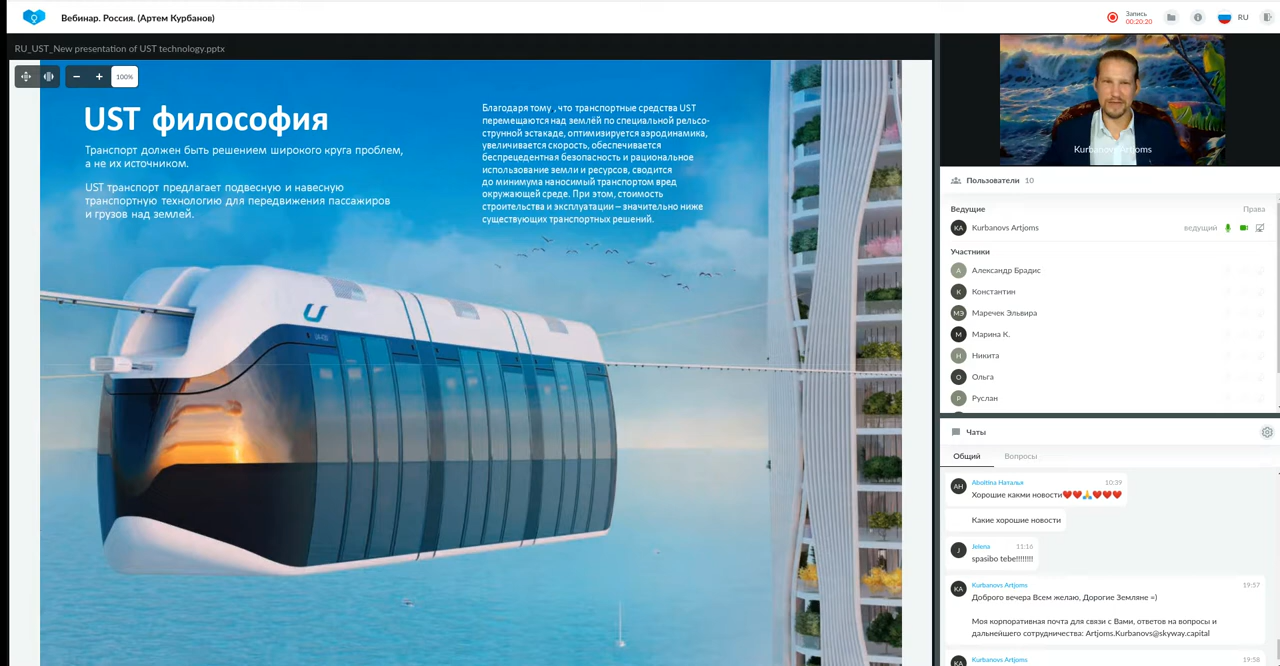 Вебинар. Россия. (Артем Курбанов)
Запись
00:20:20
RU
RU_UST_New presentation of UST technology.pptx
100%
UST философия
Транспорт должен быть решением широкого круга проблем,
а не их источником.
UST транспорт предлагает подвесную и навесную
транспортную технологию для передвижения пассажиров
и грузов над землей.
Благодаря тому , что транспортные средства UST
перемещаются над землёй по специальной рельсо-
струнной эстакаде, оптимизируется аэродинамика,
увеличивается скорость, обеспечивается
беспрецедентная безопасность и рациональное
использование земли и ресурсов, сводится
до минимума наносимый транспортом вред
окружающей среде. При этом, стоимость
строительства и эксплуатации – значительно ниже
существующих транспортных решений.
Kurbanovs Artjoms
Пользователи 10
Ведущие
Права
KA Kurbanovs Artjoms
ведущий
Участники
А Александр Брадис
К Константин
МЭ Маречек Эльвира
М Марина К.
Н Никита
О Ольга
Р Руслан
Чаты
Общий
Вопросы
АН Aboltina Наталья 10:39
Хорошие какми новости❤️❤️🙏❤️❤️❤️
Какие хорошие новости
J Jelena 11:16
spasibo tebe!!!!!!!!
KA Kurbanovs Artjoms 19:57
Доброго вечера Всем желаю, Дорогие Земляне =)
Моя корпоративная почта для связи с Вами, ответов на вопросы и
дальнейшего сотрудничества: Artjoms.Kurbanovs@skyway.capital
KA Kurbanovs Artjoms 19:58